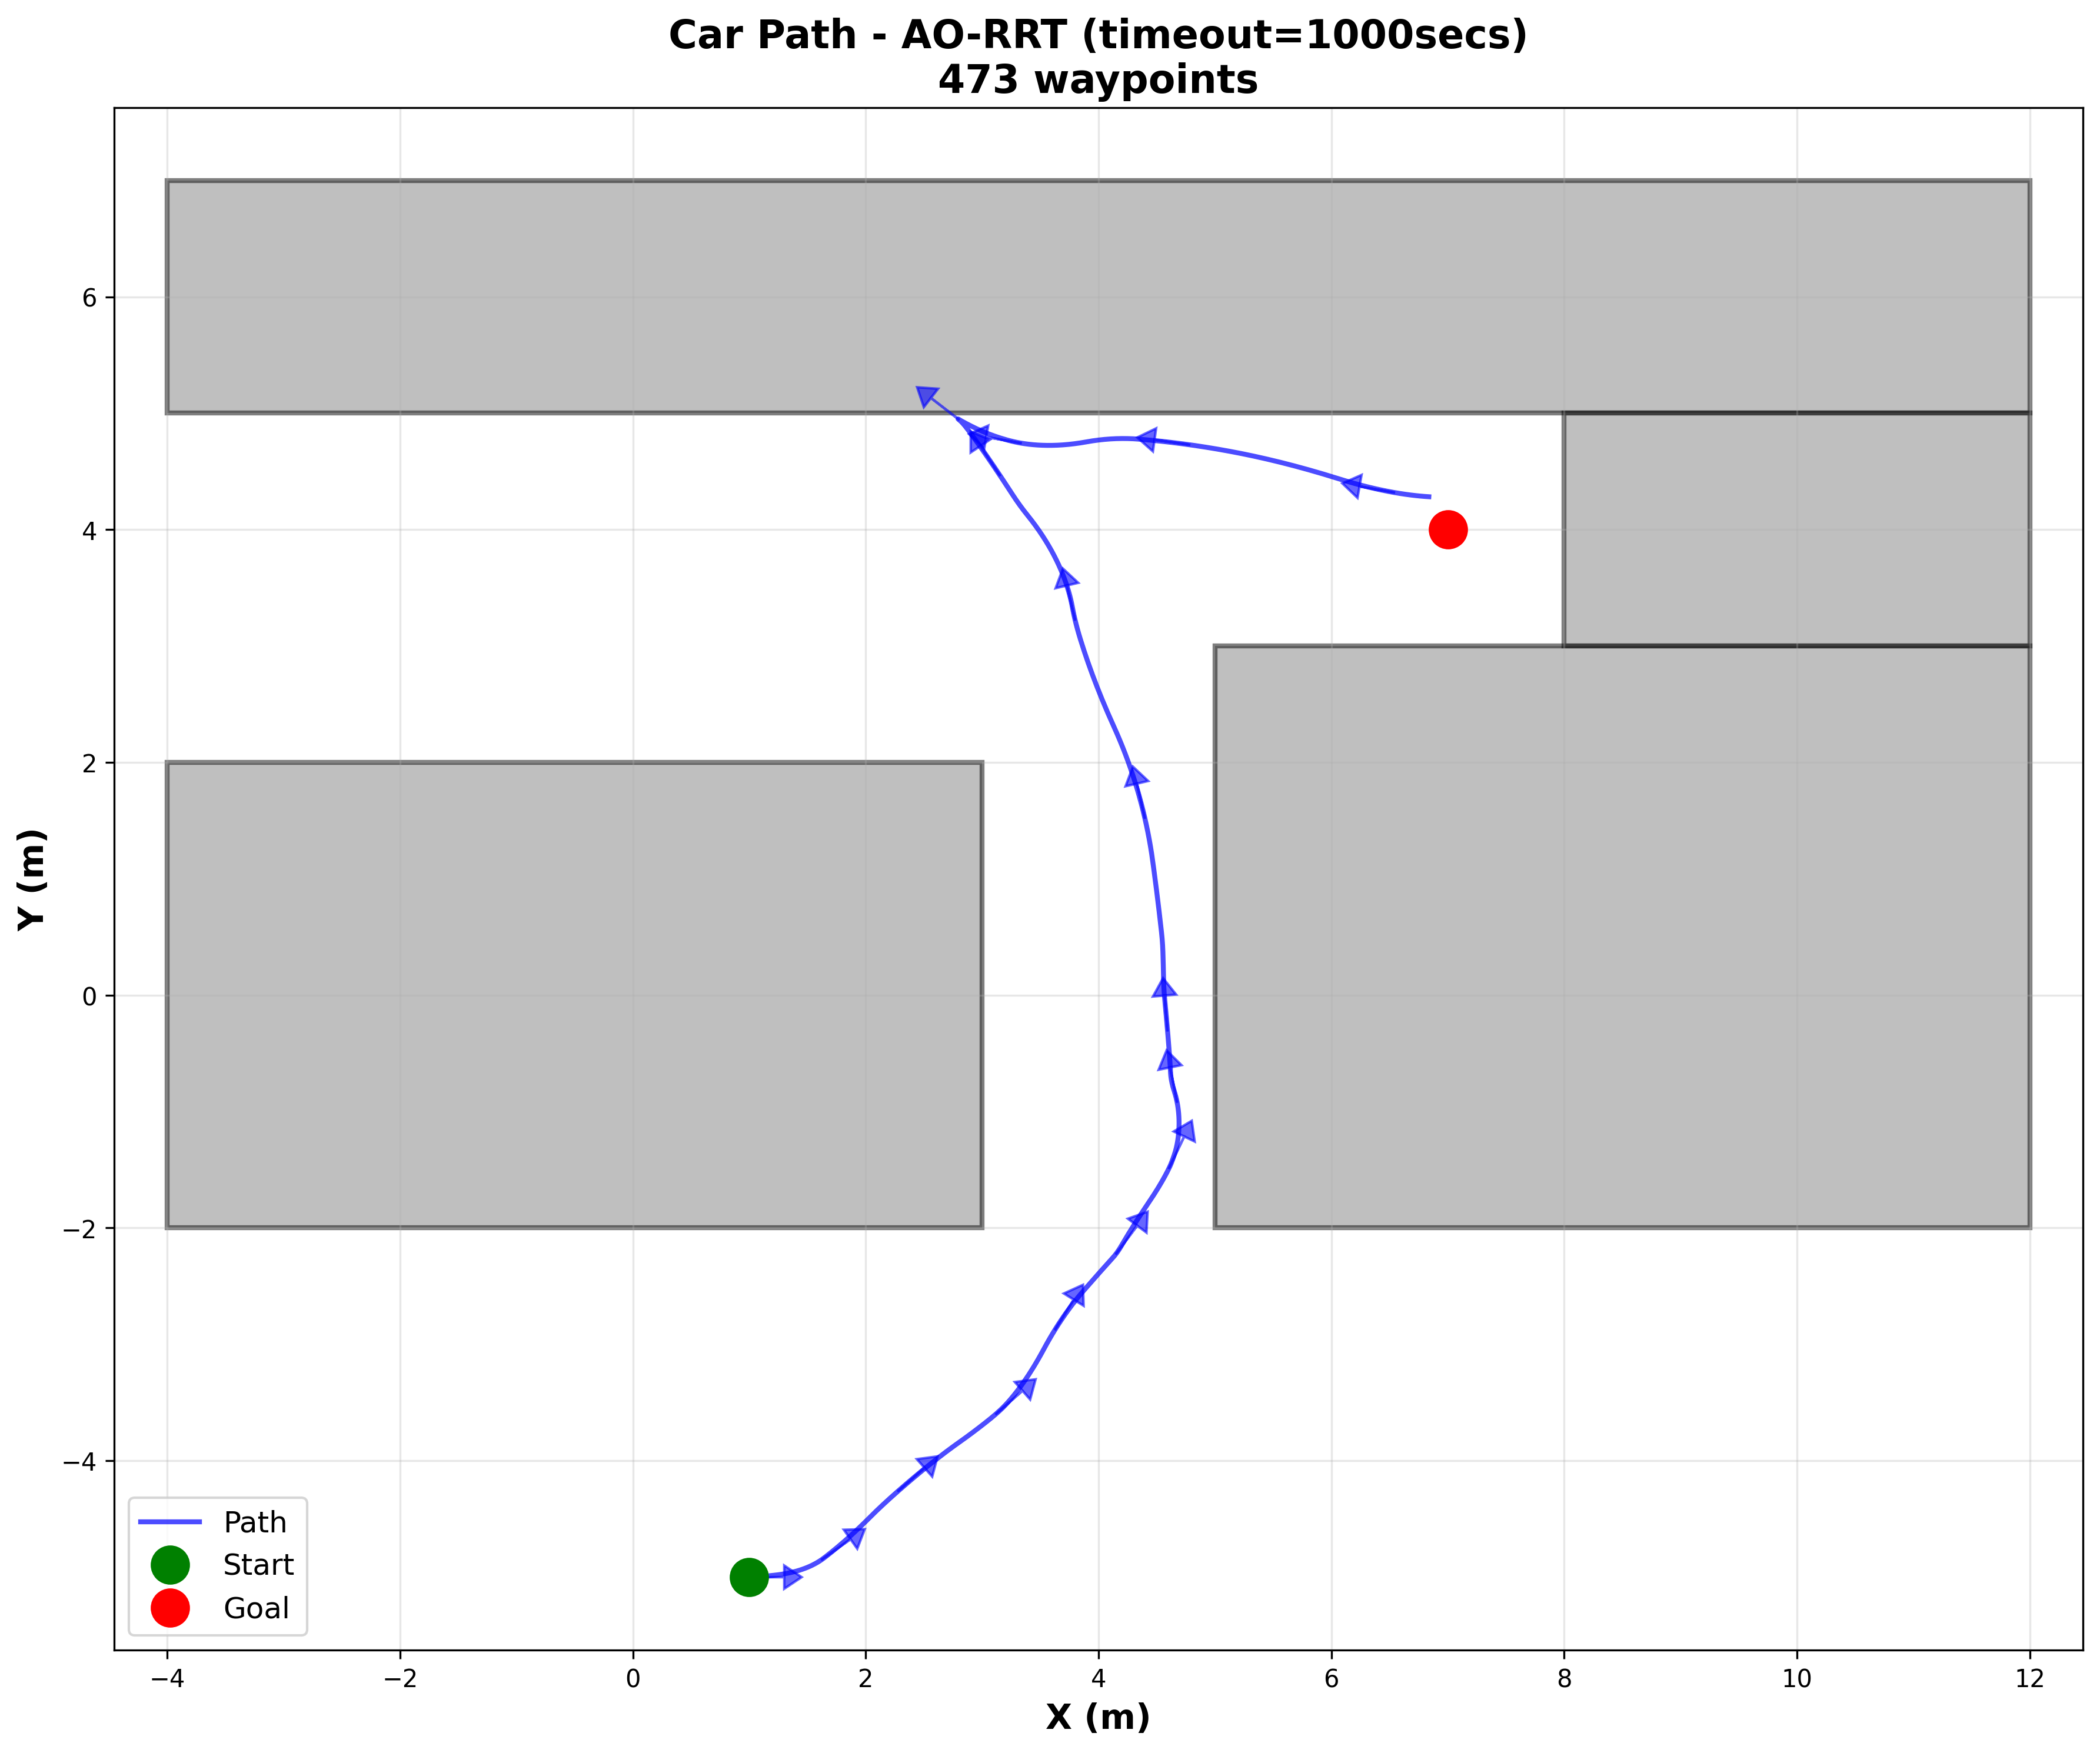 Car Path - AO-RRT (timeout=1000secs)
473 waypoints
6
4
2
0
−2
−4
Y (m)
Path
Start
Goal
−4 −2 0 2 4 6 8 10 12
X (m)